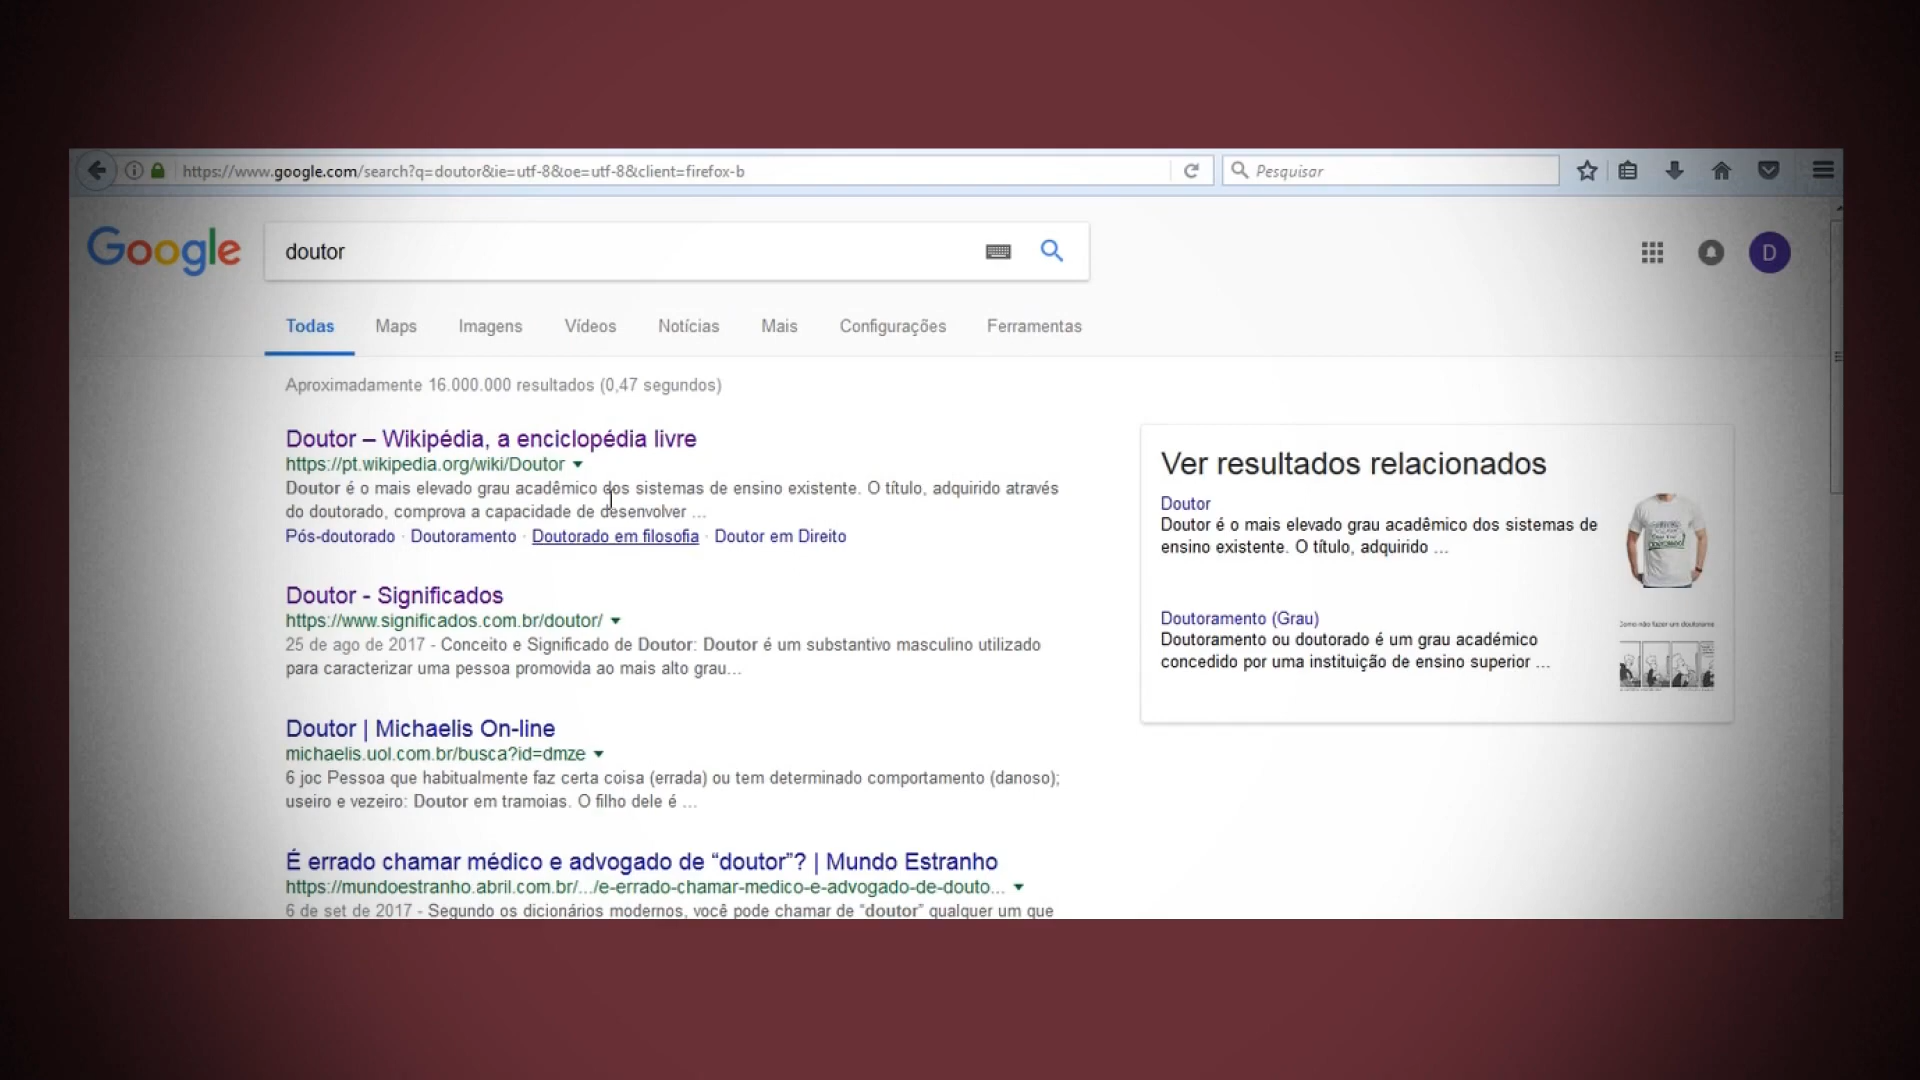 https://www.google.com/search?q=doutor&ie=utf-8&oe=utf-8&client=firefox-b
Pesquisar
Google
doutor
D
Todas Maps Imagens Vídeos Notícias Mais Configurações Ferramentas
Aproximadamente 16.000.000 resultados (0,47 segundos)
Doutor – Wikipédia, a enciclopédia livre
https://pt.wikipedia.org/wiki/Doutor
Doutor é o mais elevado grau acadêmico dos sistemas de ensino existente. O título, adquirido através
do doutorado, comprova a capacidade de desenvolver ...
Pós-doutorado · Doutoramento · Doutorado em filosofia · Doutor em Direito
Doutor - Significados
https://www.significados.com.br/doutor/
25 de ago de 2017 - Conceito e Significado de Doutor: Doutor é um substantivo masculino utilizado
para caracterizar uma pessoa promovida ao mais alto grau...
Doutor | Michaelis On-line
michaelis.uol.com.br/busca?id=dmze
6 joc Pessoa que habitualmente faz certa coisa (errada) ou tem determinado comportamento (danoso);
useiro e vezeiro: Doutor em tramoias. O filho dele é ...
É errado chamar médico e advogado de “doutor”? | Mundo Estranho
https://mundoestranho.abril.com.br/.../e-errado-chamar-medico-e-advogado-de-douto...
6 de set de 2017 - Segundo os dicionários modernos, você pode chamar de “doutor” qualquer um que
Ver resultados relacionados
Doutor
Doutor é o mais elevado grau acadêmico dos sistemas de
ensino existente. O título, adquirido ...
Doutoramento (Grau)
Doutoramento ou doutorado é um grau académico
concedido por uma instituição de ensino superior ...
Como não fazer um doutorame